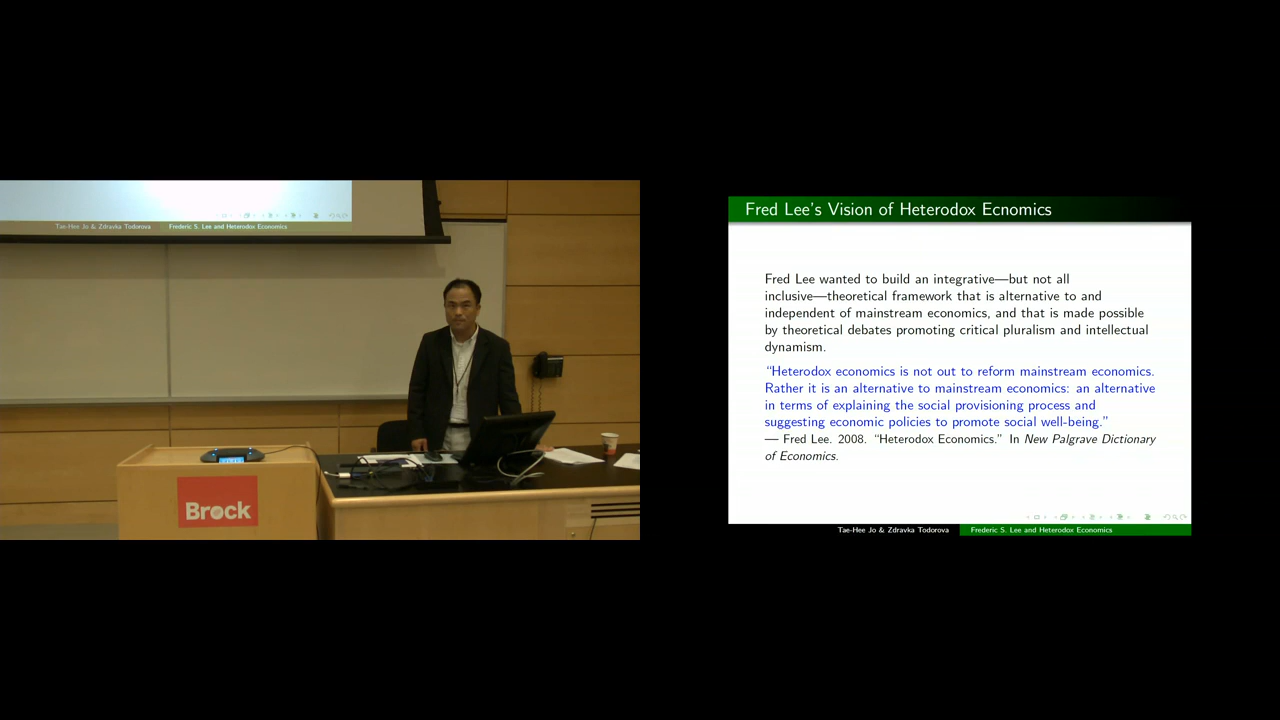 Tae-Hee Jo & Zdravka Todorova Frederic S. Lee and Heterodox Economics
Brock
Fred Lee's Vision of Heterodox Ecnomics
Fred Lee wanted to build an integrative—but not all
inclusive—theoretical framework that is alternative to and
independent of mainstream economics, and that is made possible
by theoretical debates promoting critical pluralism and intellectual
dynamism.
“Heterodox economics is not out to reform mainstream economics.
Rather it is an alternative to mainstream economics: an alternative
in terms of explaining the social provisioning process and
suggesting economic policies to promote social well-being.”
— Fred Lee. 2008. “Heterodox Economics.” In New Palgrave Dictionary
of Economics.
Tae-Hee Jo & Zdravka Todorova Frederic S. Lee and Heterodox Economics